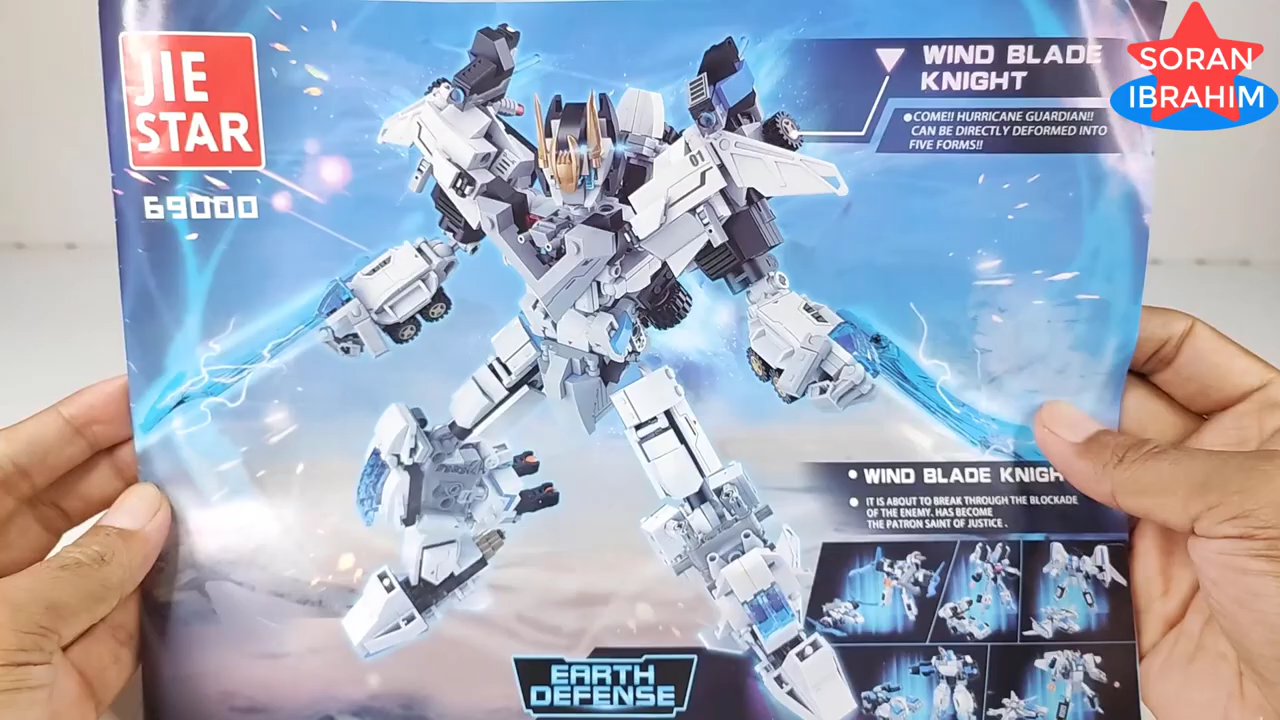 JIE
STAR
69000
WIND BLADE
KNIGHT
COME!! HURRICANE GUARDIAN!!
CAN BE DIRECTLY DEFORMED INTO
FIVE FORMS!!
SORAN
IBRAHIM
01
WIND BLADE KNIGH
IT IS ABOUT TO BREAK THROUGH THE BLOCKADE
OF THE ENEMY. HAS BECOME
THE PATRON SAINT OF JUSTICE .
EARTH
DEFENSE